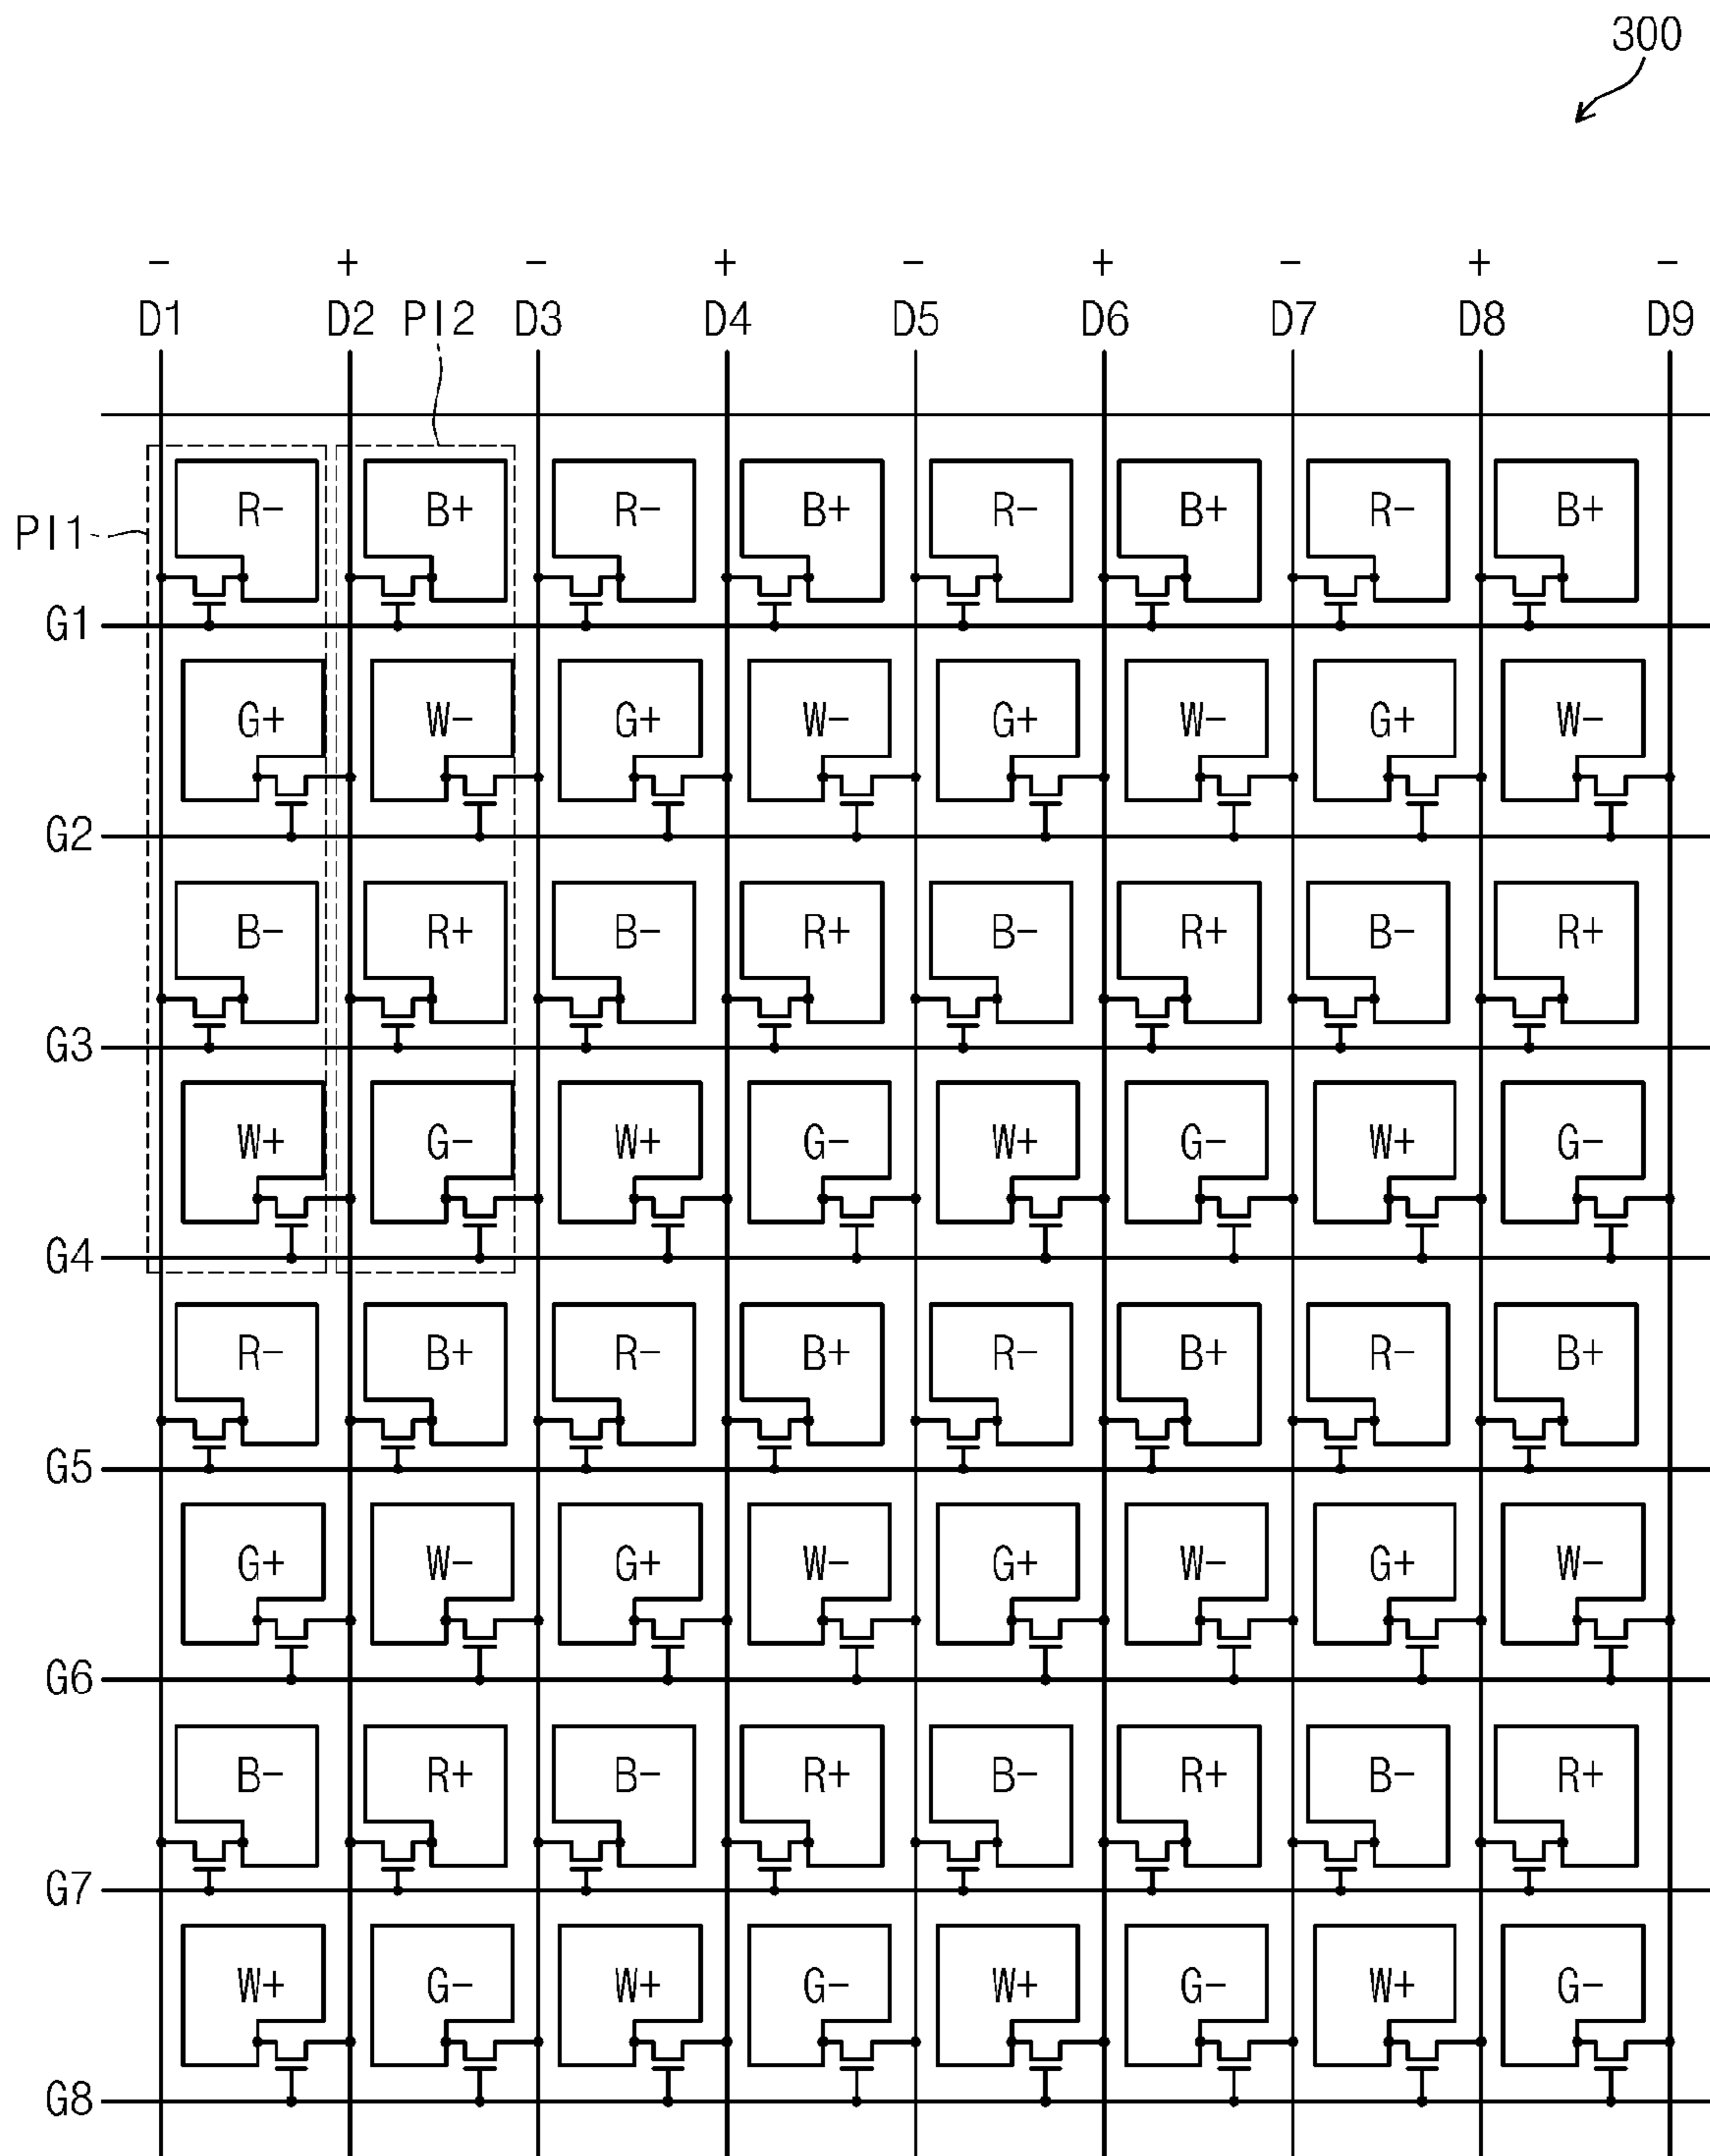 300
- + - + - + - + -
D1 D2 PI2 D3 D4 D5 D6 D7 D8 D9
R- B+ R- B+ R- B+ R- B+
PI1
G1
G+ W- G+ W- G+ W- G+ W-
G2
B- R+ B- R+ B- R+ B- R+
G3
W+ G- W+ G- W+ G- W+ G-
G4
R- B+ R- B+ R- B+ R- B+
G5
G+ W- G+ W- G+ W- G+ W-
G6
B- R+ B- R+ B- R+ B- R+
G7
W+ G- W+ G- W+ G- W+ G-
G8